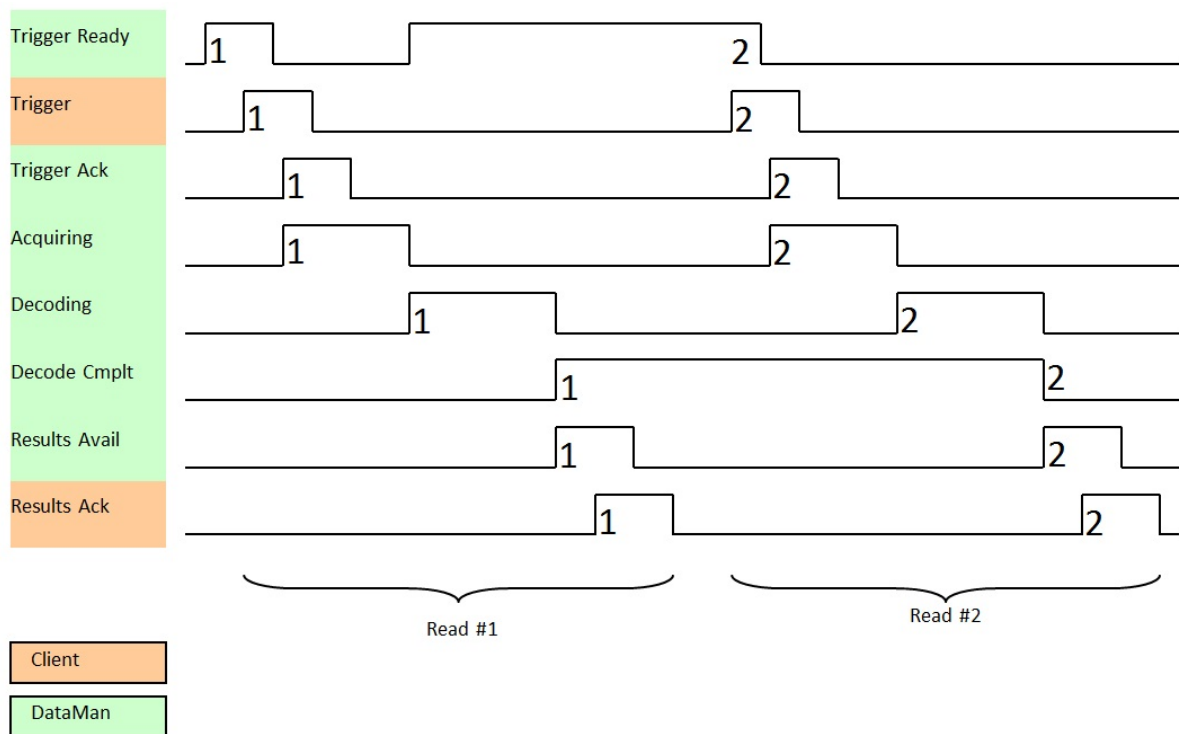 Trigger Ready 1 2
Trigger 1 2
Trigger Ack 1 2
Acquiring 1 2
Decoding 1 2
Decode Cmplt 1 2
Results Avail 1 2
Results Ack 1 2
Read #1 Read #2
Client
DataMan